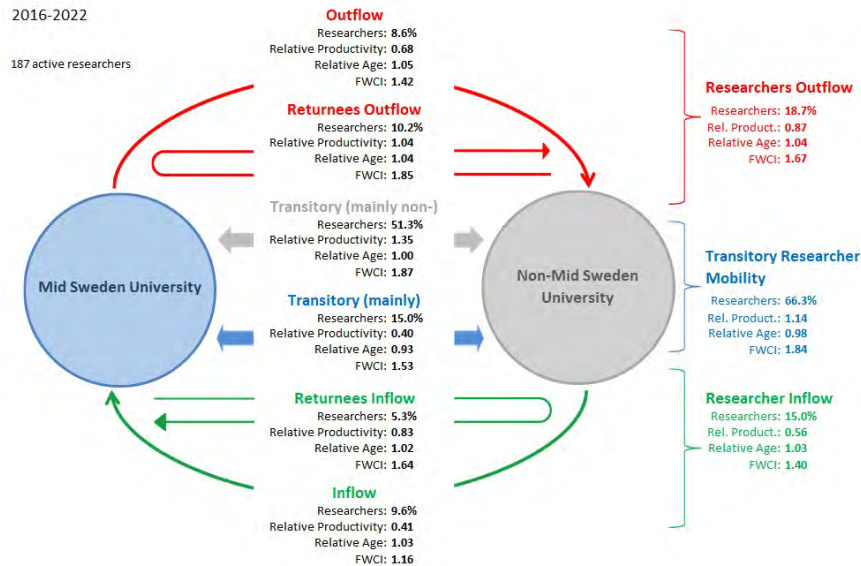 2016-2022
187 active researchers
Outflow
Researchers: 8.6%
Relative Productivity: 0.68
Relative Age: 1.05
FWCI: 1.42
Returnees Outflow
Researchers: 10.2%
Relative Productivity: 1.04
Relative Age: 1.04
FWCI: 1.85
Transitory (mainly non-)
Researchers: 51.3%
Relative Productivity: 1.35
Relative Age: 1.00
FWCI: 1.87
Transitory (mainly)
Researchers: 15.0%
Relative Productivity: 0.40
Relative Age: 0.93
FWCI: 1.53
Returnees Inflow
Researchers: 5.3%
Relative Productivity: 0.83
Relative Age: 1.02
FWCI: 1.64
Inflow
Researchers: 9.6%
Relative Productivity: 0.41
Relative Age: 1.03
FWCI: 1.16
Mid Sweden University
Non-Mid Sweden
University
Researchers Outflow
Researchers: 18.7%
Rel. Product.: 0.87
Relative Age: 1.04
FWCI: 1.67
Transitory Researcher
Mobility
Researchers: 66.3%
Rel. Product.: 1.14
Relative Age: 0.98
FWCI: 1.84
Researcher Inflow
Researchers: 15.0%
Rel. Product.: 0.56
Relative Age: 1.03
FWCI: 1.40